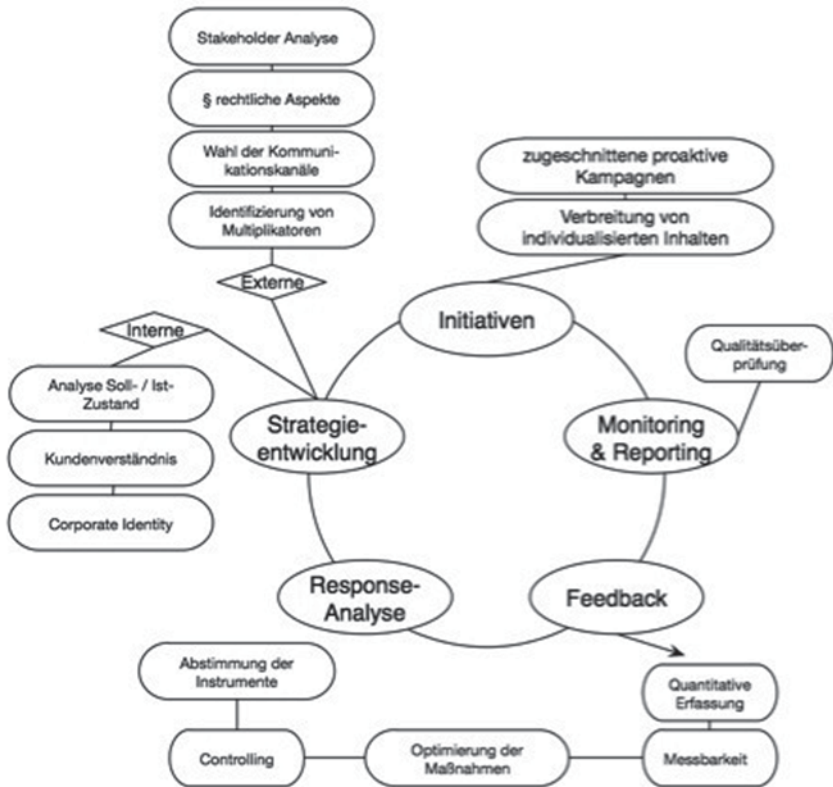 Stakeholder Analyse
§ rechtliche Aspekte
Wahl der Kommuni-
kationskanäle
Identifizierung von
Multiplikatoren
Externe
Interne
Analyse Soll- / Ist-
Zustand
Kundenverständnis
Corporate Identity
zugeschnittene proaktive
Kampagnen
Verbreitung von
individualisierten Inhalten
Initiativen
Qualitätsüber-
prüfung
Strategie-
entwicklung
Monitoring
& Reporting
Response-
Analyse
Feedback
Abstimmung der
Instrumente
Quantitative
Erfassung
Controlling
Optimierung der
Maßnahmen
Messbarkeit